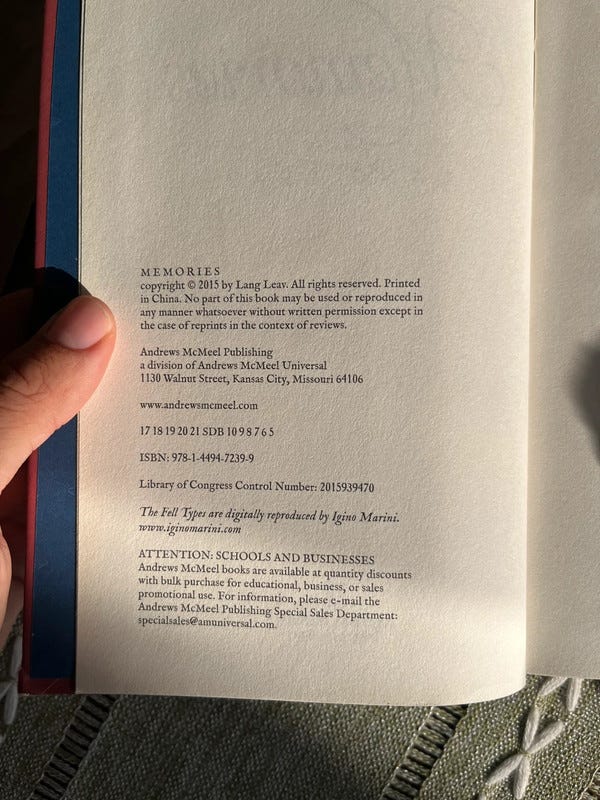 MEMORIES
copyright © 2015 by Lang Leav. All rights reserved. Printed
in China. No part of this book may be used or reproduced in
any manner whatsoever without written permission except in
the case of reprints in the context of reviews.
Andrews McMeel Publishing
a division of Andrews McMeel Universal
1130 Walnut Street, Kansas City, Missouri 64106
www.andrewsmcmeel.com
17 18 19 20 21 SDB 10 9 8 7 6 5
ISBN: 978-1-4494-7239-9
Library of Congress Control Number: 2015939470
The Fell Types are digitally reproduced by Igino Marini.
www.iginomarini.com
ATTENTION: SCHOOLS AND BUSINESSES
Andrews McMeel books are available at quantity discounts
with bulk purchase for educational, business, or sales
promotional use. For information, please e-mail the
Andrews McMeel Publishing Special Sales Department:
specialsales@amuniversal.com.